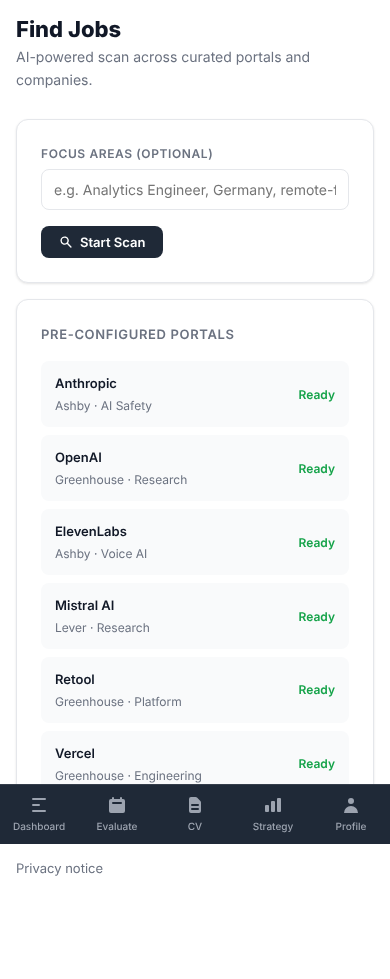 Find Jobs
AI-powered scan across curated portals and
companies.
FOCUS AREAS (OPTIONAL)
e.g. Analytics Engineer, Germany, remote-f
Start Scan
PRE-CONFIGURED PORTALS
Anthropic
Ashby · AI Safety
Ready
OpenAI
Greenhouse · Research
Ready
ElevenLabs
Ashby · Voice AI
Ready
Mistral AI
Lever · Research
Ready
Retool
Greenhouse · Platform
Ready
Vercel
Greenhouse · Engineering
Ready
Dashboard Evaluate CV Strategy Profile
Privacy notice